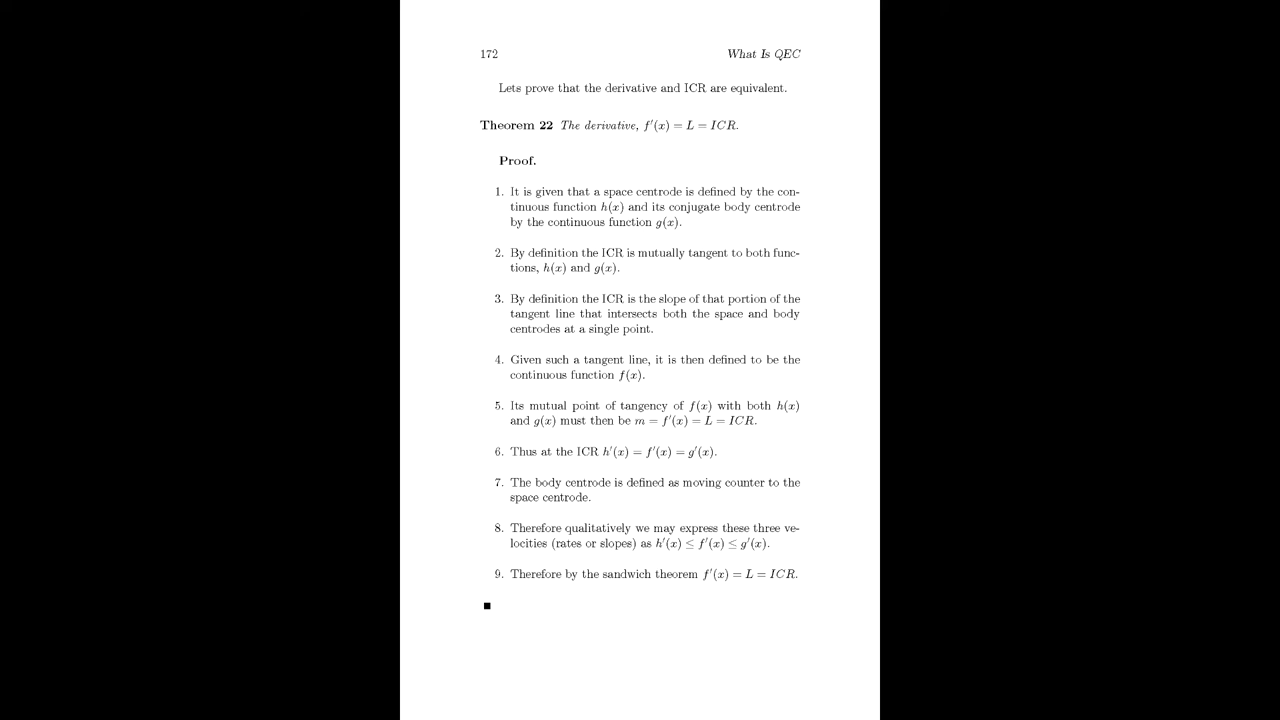 172 What Is QEC
Lets prove that the derivative and ICR are equivalent.
Theorem 22 The derivative, f′(x) = L = ICR.
Proof.
1. It is given that a space centrode is defined by the con-
tinuous function h(x) and its conjugate body centrode
by the continuous function g(x).
2. By definition the ICR is mutually tangent to both func-
tions, h(x) and g(x).
3. By definition the ICR is the slope of that portion of the
tangent line that intersects both the space and body
centrodes at a single point.
4. Given such a tangent line, it is then defined to be the
continuous function f(x).
5. Its mutual point of tangency of f(x) with both h(x)
and g(x) must then be m = f′(x) = L = ICR.
6. Thus at the ICR h′(x) = f′(x) = g′(x).
7. The body centrode is defined as moving counter to the
space centrode.
8. Therefore qualitatively we may express these three ve-
locities (rates or slopes) as h′(x) ≤ f′(x) ≤ g′(x).
9. Therefore by the sandwich theorem f′(x) = L = ICR.
■